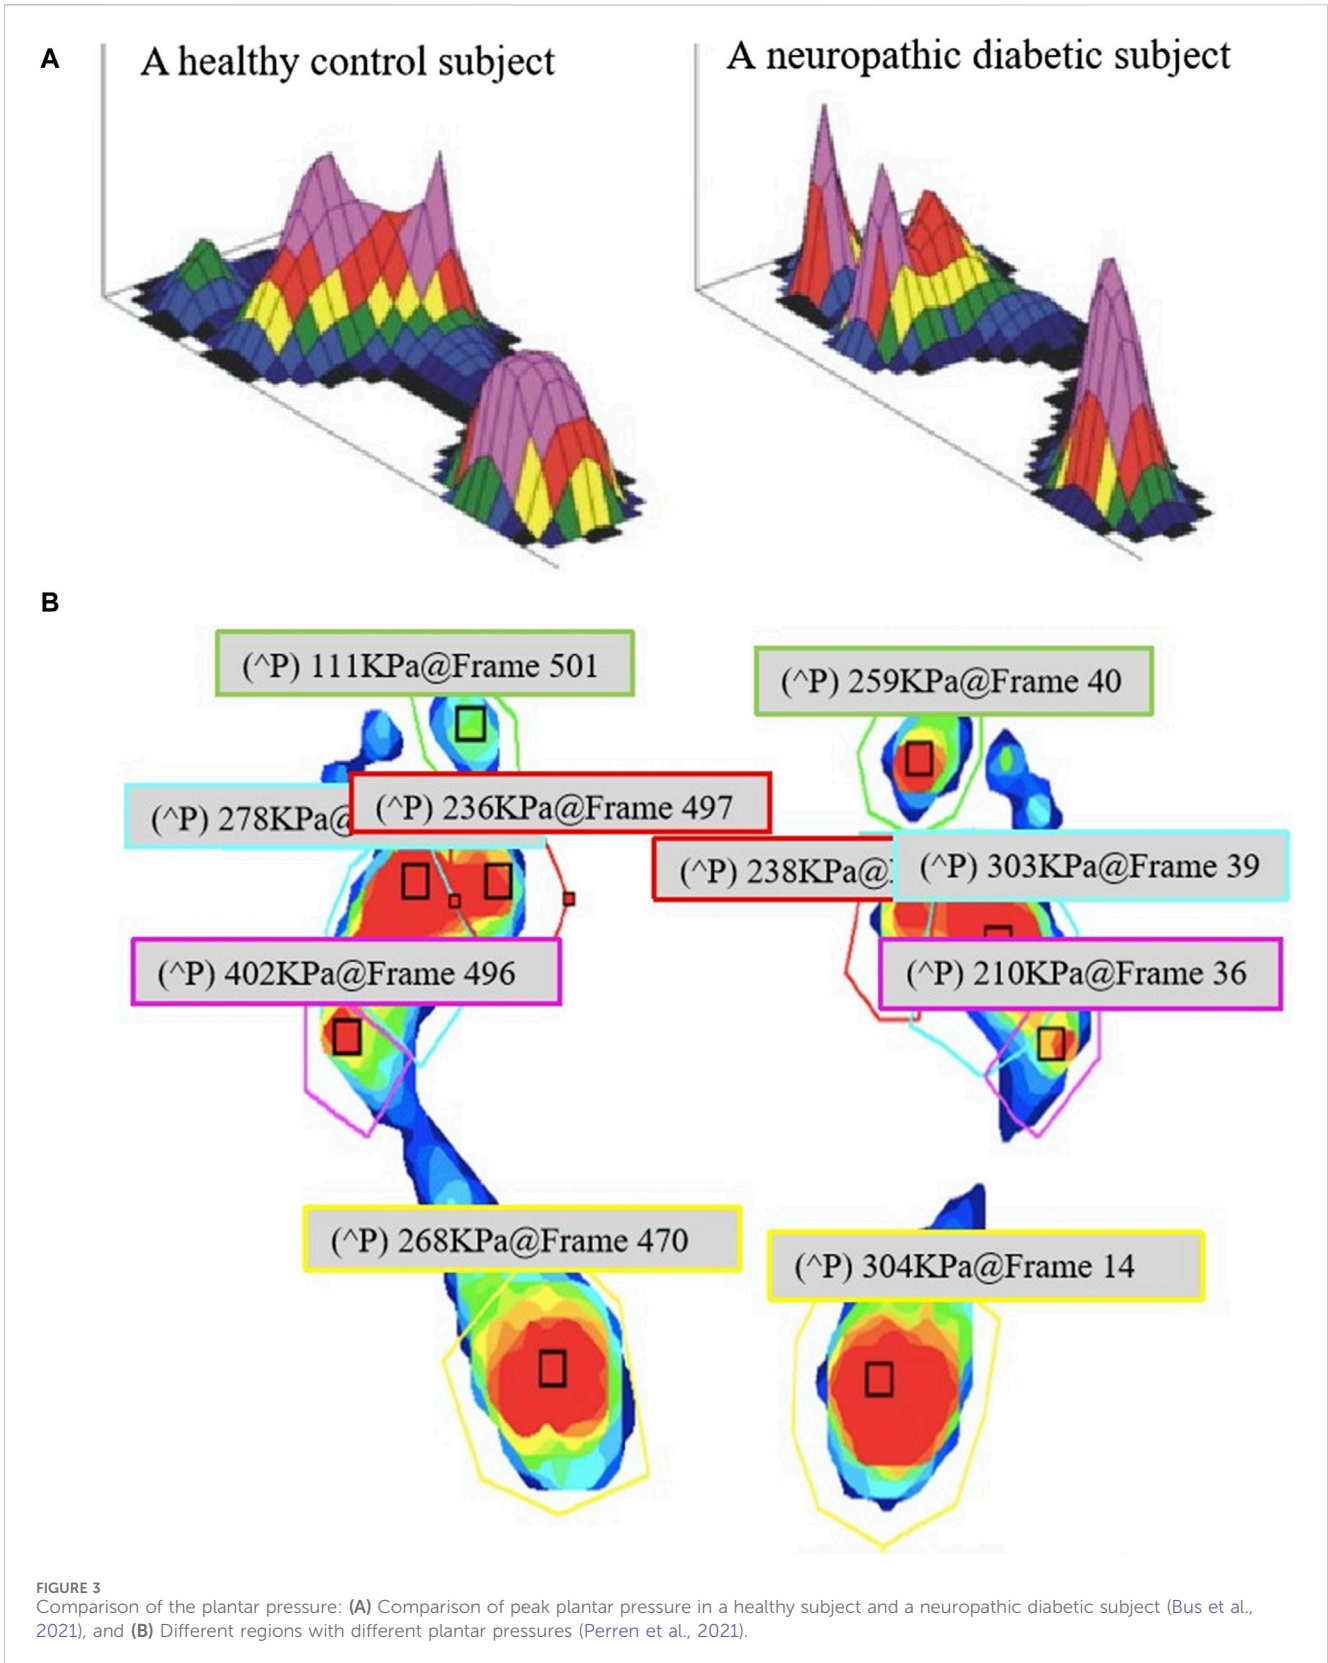 A
A healthy control subject
A neuropathic diabetic subject
B
(^P) 111KPa@Frame 501
(^P) 259KPa@Frame 40
(^P) 278KPa@
(^P) 236KPa@Frame 497
(^P) 238KPa@
(^P) 303KPa@Frame 39
(^P) 402KPa@Frame 496
(^P) 210KPa@Frame 36
(^P) 268KPa@Frame 470
(^P) 304KPa@Frame 14
FIGURE 3
Comparison of the plantar pressure: (A) Comparison of peak plantar pressure in a healthy subject and a neuropathic diabetic subject (Bus et al.,
2021), and (B) Different regions with different plantar pressures (Perren et al., 2021).